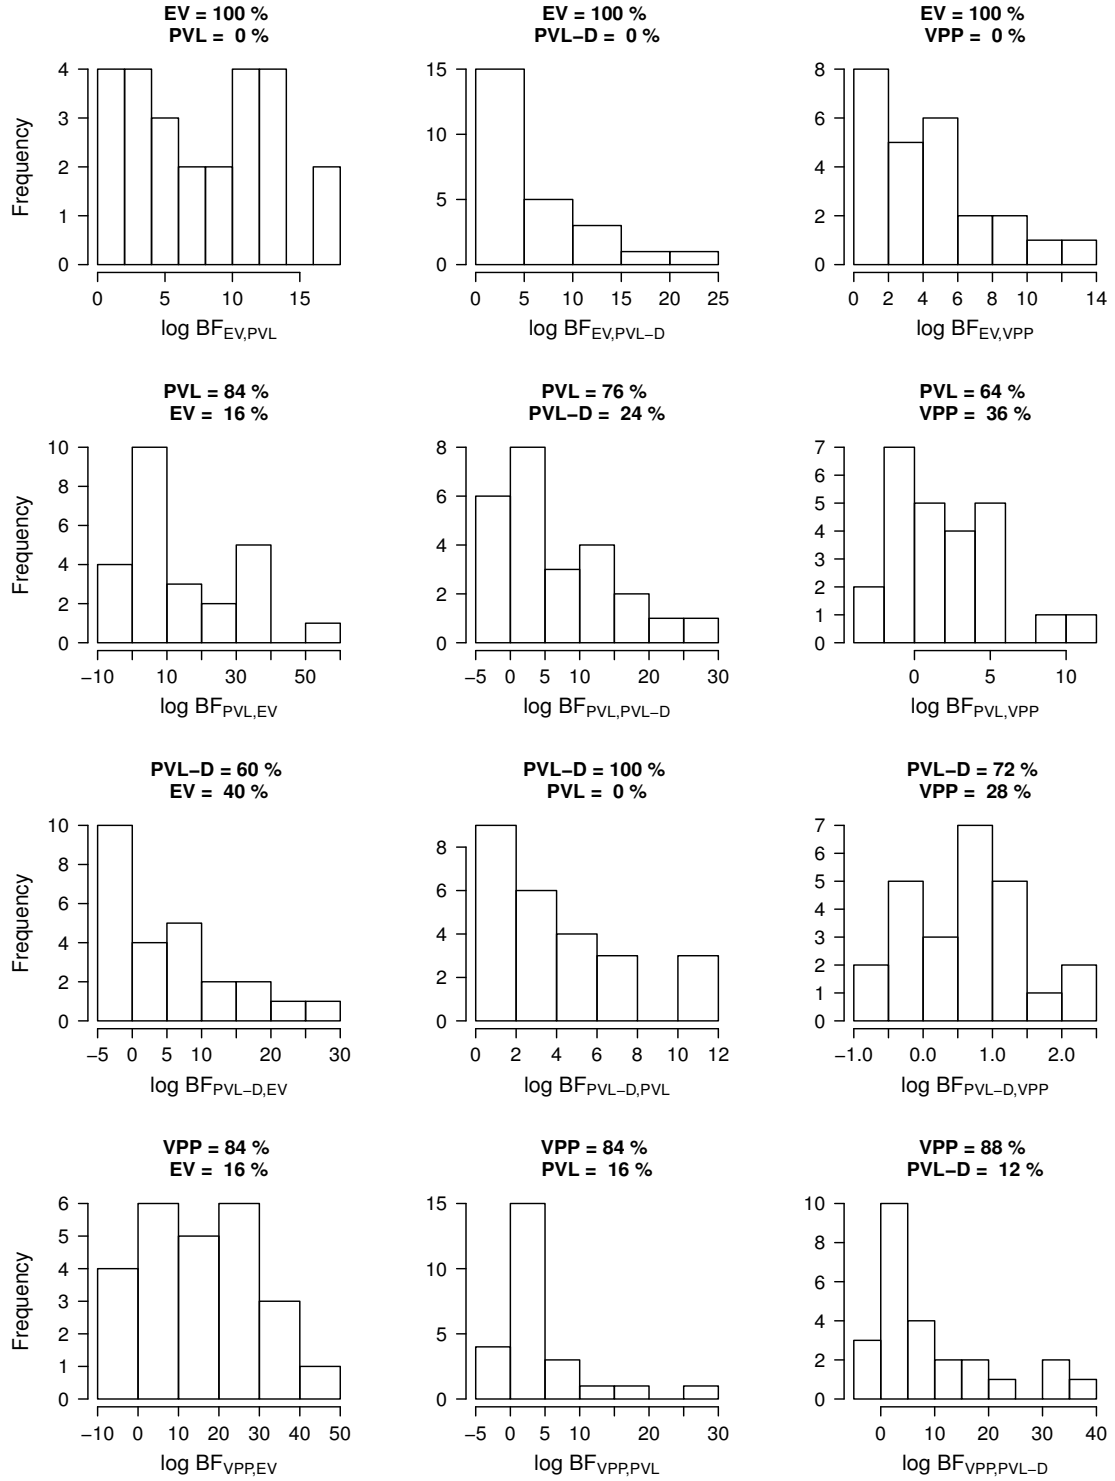 EV = 100 %
PVL = 0 %
Frequency
4
3
2
1
0
0 5 10 15
log BF_EV,PVL
EV = 100 %
PVL−D = 0 %
15
10
5
0
0 5 10 15 20 25
log BF_EV,PVL−D
EV = 100 %
VPP = 0 %
8
6
4
2
0
0 2 4 6 8 10 14
log BF_EV,VPP
PVL = 84 %
EV = 16 %
Frequency
10
8
6
4
2
0
−10 10 30 50
log BF_PVL,EV
PVL = 76 %
PVL−D = 24 %
8
6
4
2
0
−5 0 5 10 20 30
log BF_PVL,PVL−D
PVL = 64 %
VPP = 36 %
7
6
5
4
3
2
1
0
0 5 10
log BF_PVL,VPP
PVL−D = 60 %
EV = 40 %
Frequency
10
8
6
4
2
0
−5 0 5 10 20 30
log BF_PVL−D,EV
PVL−D = 100 %
PVL = 0 %
8
6
4
2
0
0 2 4 6 8 10 12
log BF_PVL−D,PVL
PVL−D = 72 %
VPP = 28 %
7
6
5
4
3
2
1
0
−1.0 0.0 1.0 2.0
log BF_PVL−D,VPP
VPP = 84 %
EV = 16 %
Frequency
6
5
4
3
2
1
0
−10 0 10 20 30 40 50
log BF_VPP,EV
VPP = 84 %
PVL = 16 %
15
10
5
0
−5 0 5 10 20 30
log BF_VPP,PVL
VPP = 88 %
PVL−D = 12 %
10
8
6
4
2
0
0 10 20 30 40
log BF_VPP,PVL−D